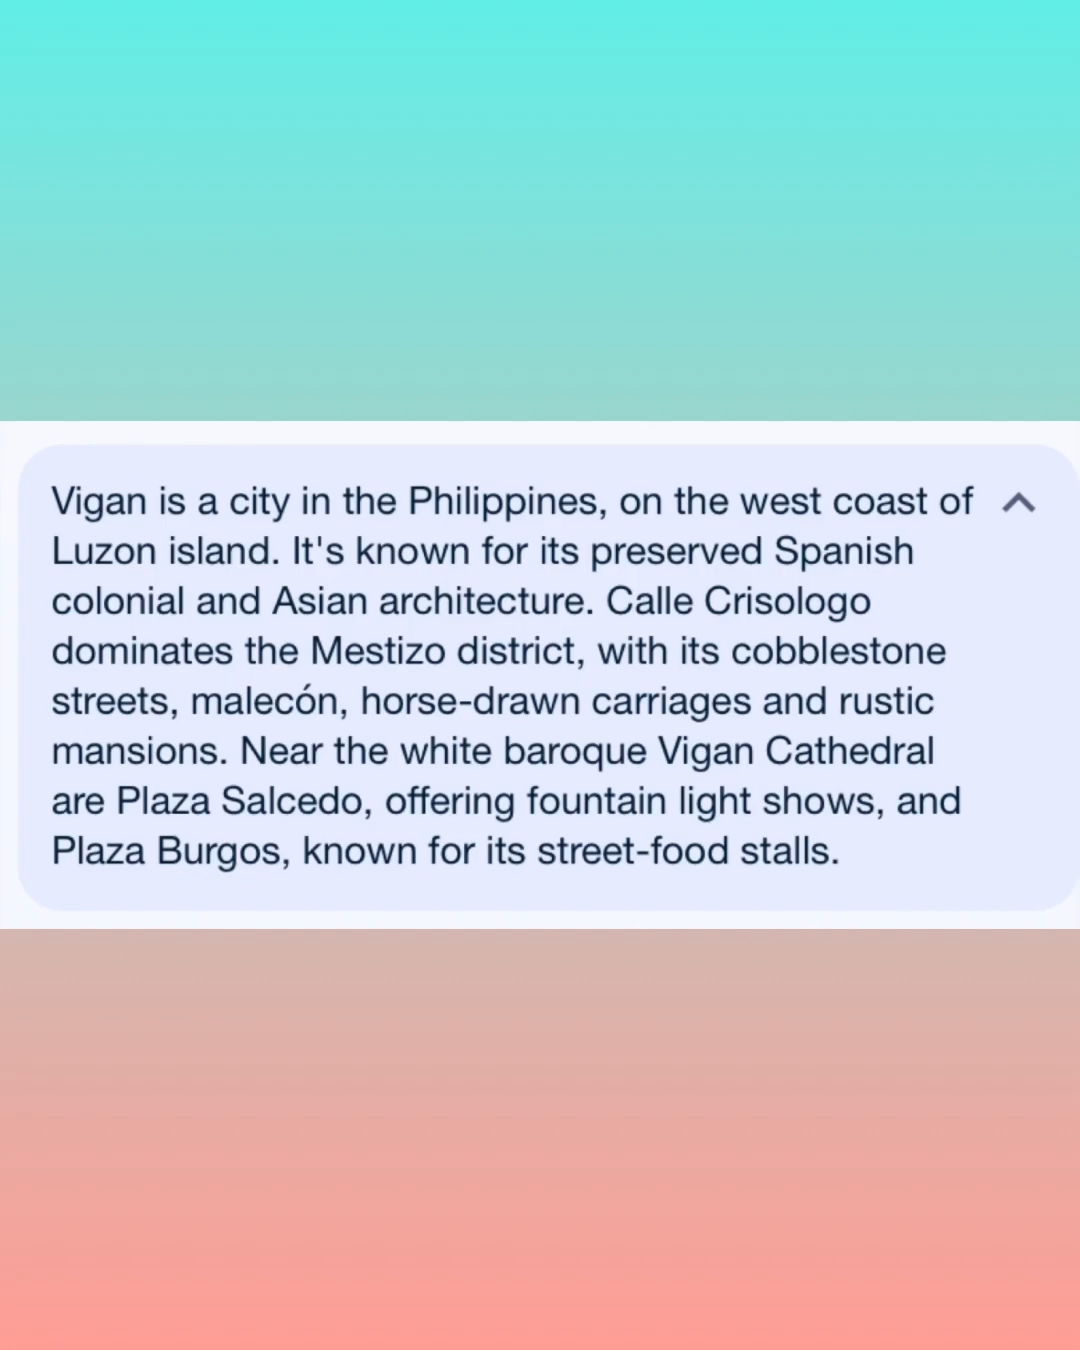 Vigan is a city in the Philippines, on the west coast of
Luzon island. It's known for its preserved Spanish
colonial and Asian architecture. Calle Crisologo
dominates the Mestizo district, with its cobblestone
streets, malecón, horse-drawn carriages and rustic
mansions. Near the white baroque Vigan Cathedral
are Plaza Salcedo, offering fountain light shows, and
Plaza Burgos, known for its street-food stalls.